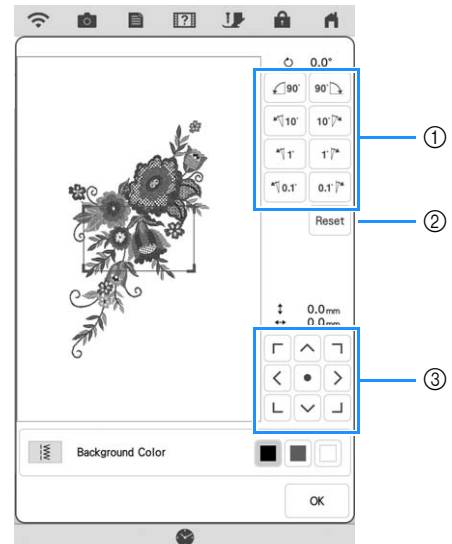 0.0°
90° 90°
①
10° 10°
1° 1°
0.1° 0.1°
Reset ②
0.0mm
0.0mm
③
Background Color
OK